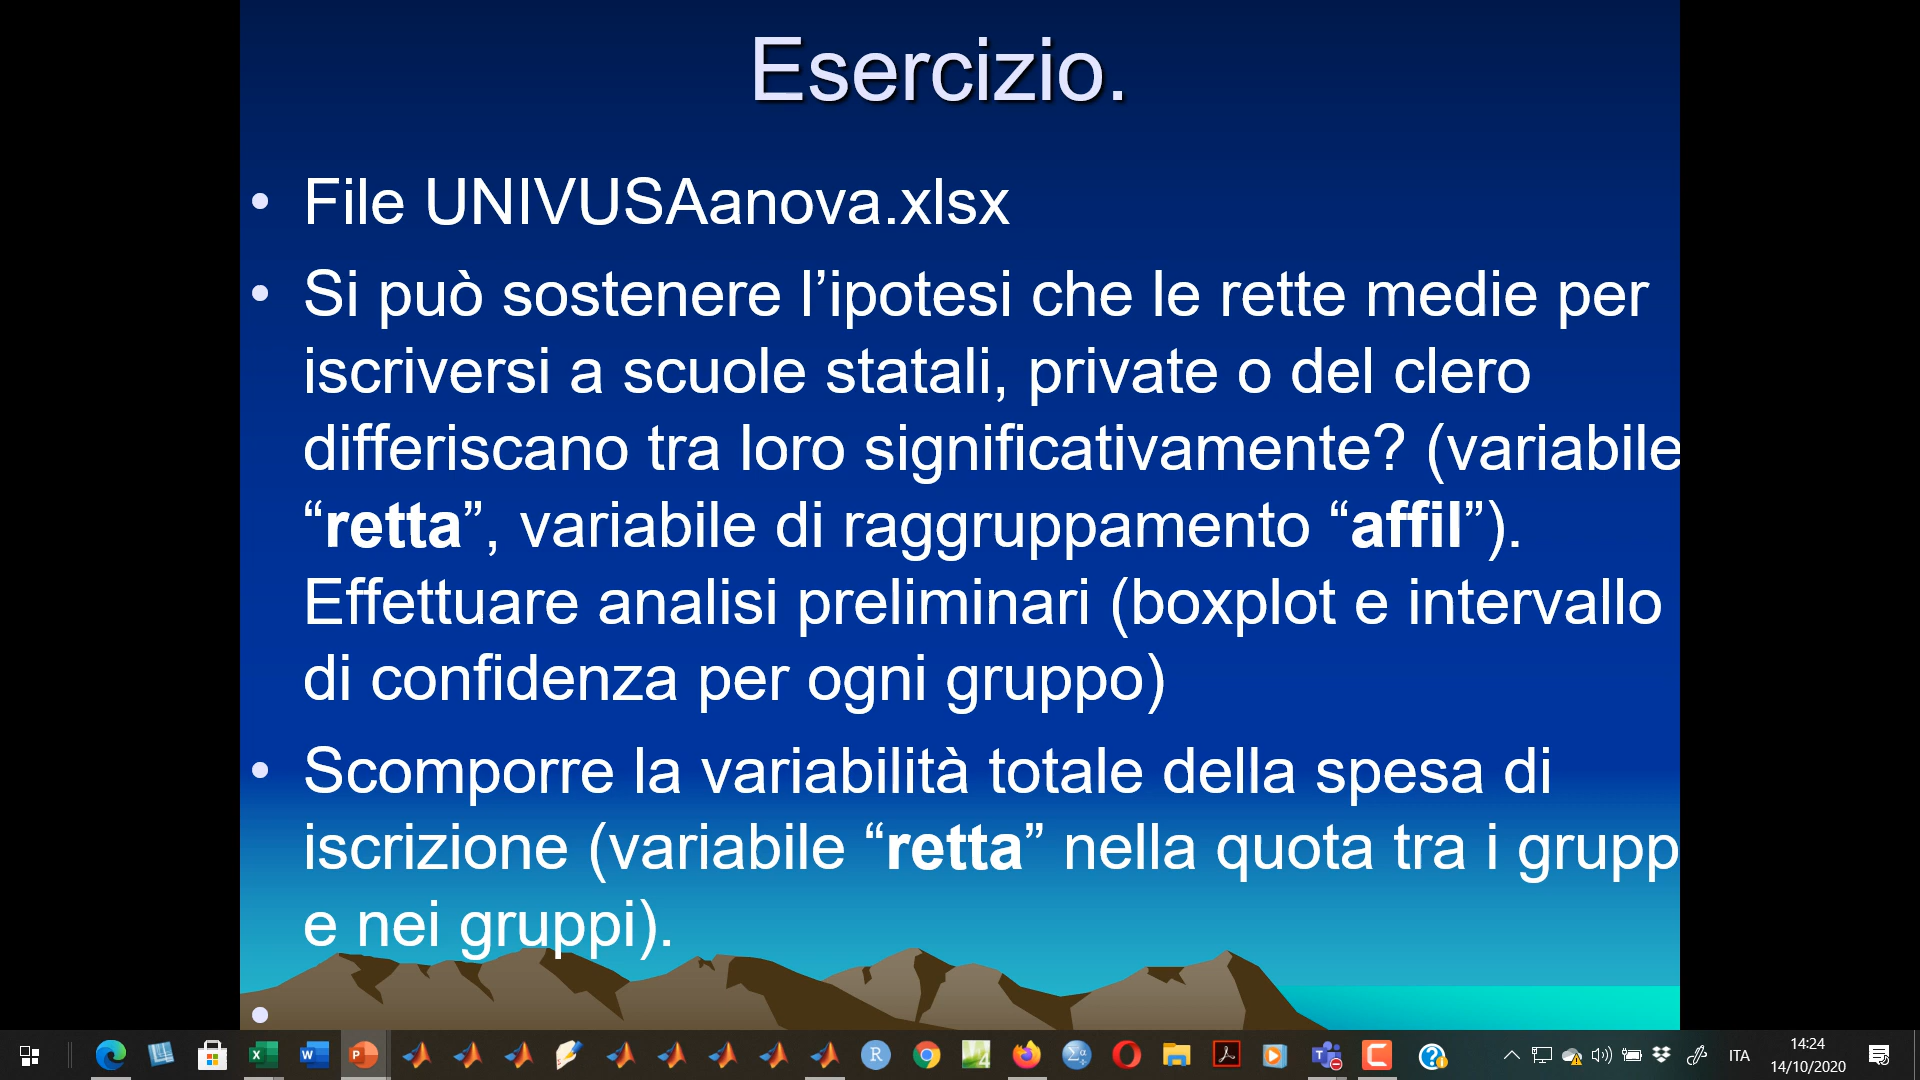 Esercizio.
• File UNIVUSAanova.xlsx
• Si può sostenere l’ipotesi che le rette medie per
iscriversi a scuole statali, private o del clero
differiscano tra loro significativamente? (variabile
“retta”, variabile di raggruppamento “affil”).
Effettuare analisi preliminari (boxplot e intervallo
di confidenza per ogni gruppo)
• Scomporre la variabilità totale della spesa di
iscrizione (variabile “retta” nella quota tra i grupp
e nei gruppi).
•
ITA
14:24
14/10/2020